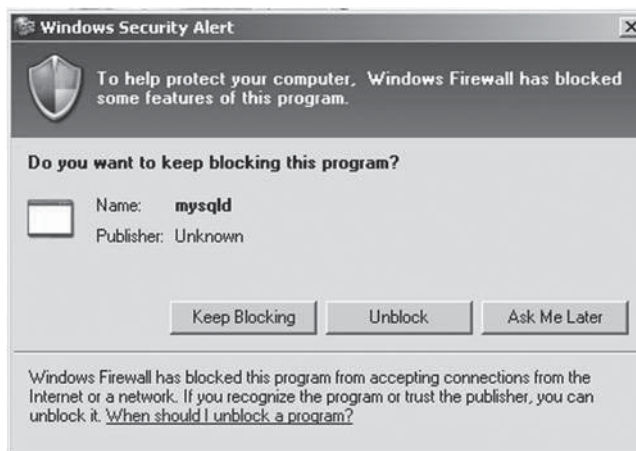 Windows Security Alert
To help protect your computer, Windows Firewall has blocked
some features of this program.
Do you want to keep blocking this program?
Name: mysqld
Publisher: Unknown
Keep Blocking Unblock Ask Me Later
Windows Firewall has blocked this program from accepting connections from the
Internet or a network. If you recognize the program or trust the publisher, you can
unblock it. When should I unblock a program?